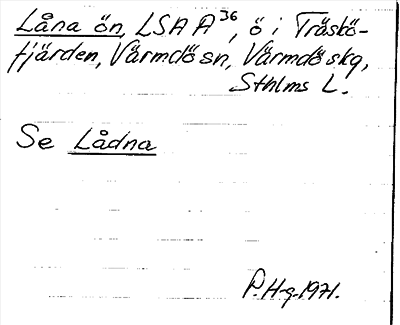 Låna ön, LSA A³⁶, ö i Träskö-
fjärden, Värmdö sn, Värmdö skg,
Sthlms L.
Se Lådna
P.H-g-1971.